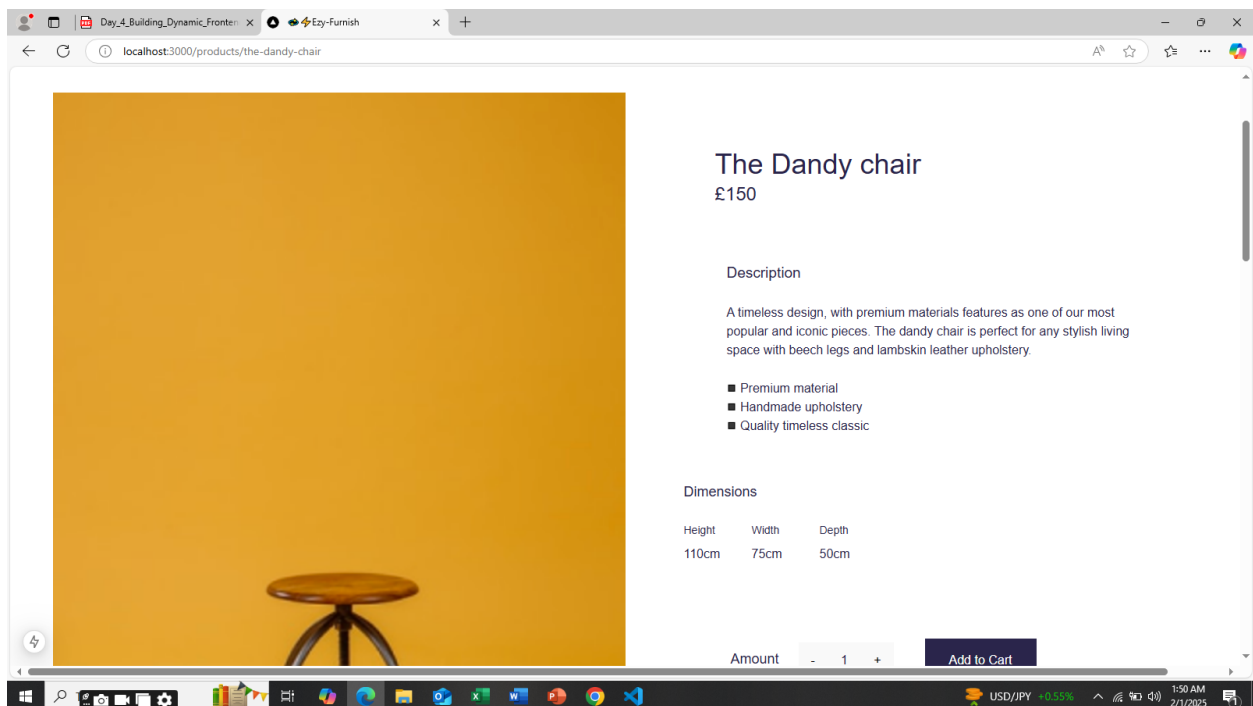 Day_4_Building_Dynamic_Fronten
Ezy-Furnish
localhost:3000/products/the-dandy-chair
The Dandy chair
£150
Description
A timeless design, with premium materials features as one of our most
popular and iconic pieces. The dandy chair is perfect for any stylish living
space with beech legs and lambskin leather upholstery.
Premium material
Handmade upholstery
Quality timeless classic
Dimensions
Height Width Depth
110cm 75cm 50cm
Amount - 1 + Add to Cart
USD/JPY +0.55%
1:50 AM
2/1/2025